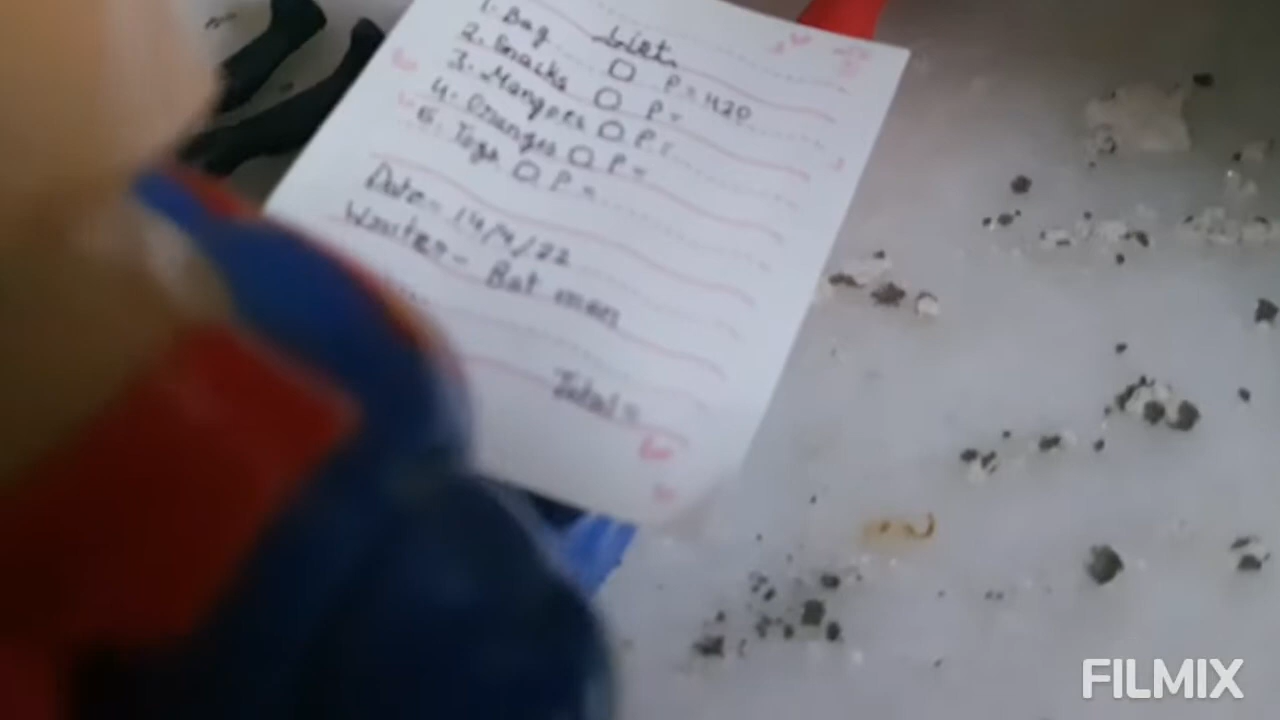 List
1. Bag O P = 420
2. Snacks O P =
3. Mangoes O P =
4. Oranges O P =
5. Toys O P =
Date - 14/4/22
Waiter - Bat man
Total =
FILMIX